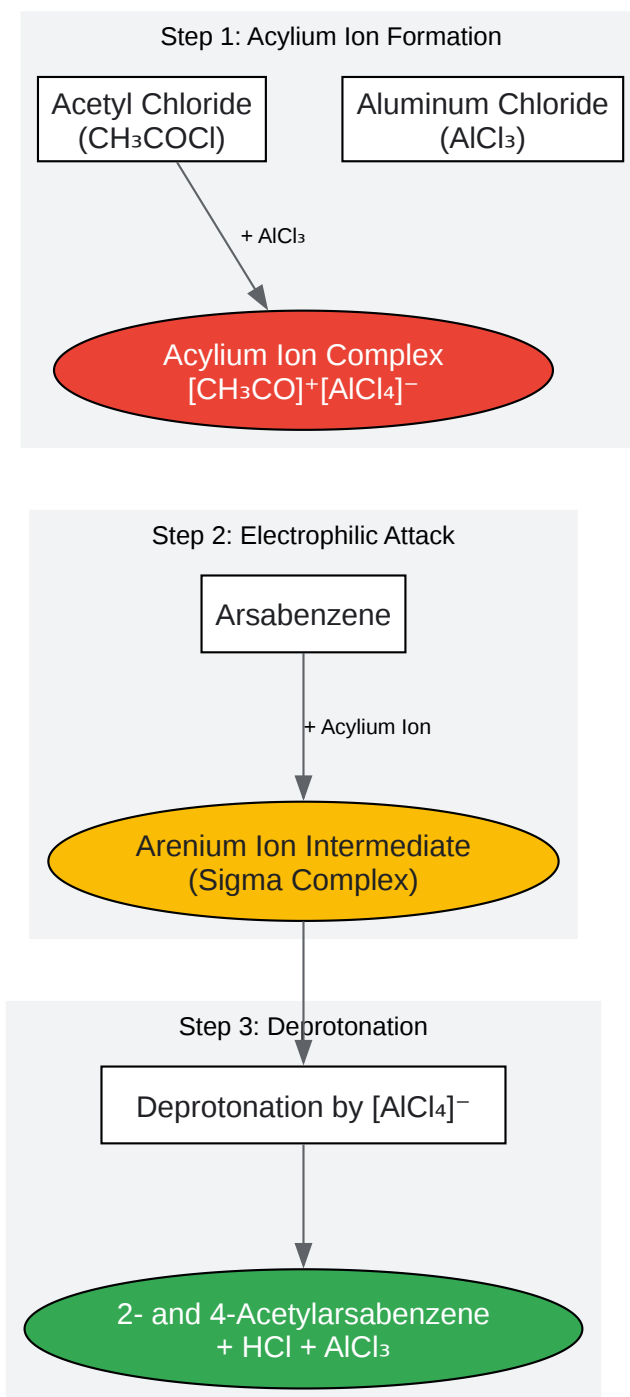 Step 1: Acylium Ion Formation
Acetyl Chloride
(CH₃COCl)
Aluminum Chloride
(AlCl₃)
+ AlCl₃
Acylium Ion Complex
[CH₃CO]⁺[AlCl₄]⁻
Step 2: Electrophilic Attack
Arsabenzene
+ Acylium Ion
Arenium Ion Intermediate
(Sigma Complex)
Step 3: Deprotonation
Deprotonation by [AlCl₄]⁻
2- and 4-Acetylarsabenzene
+ HCl + AlCl₃